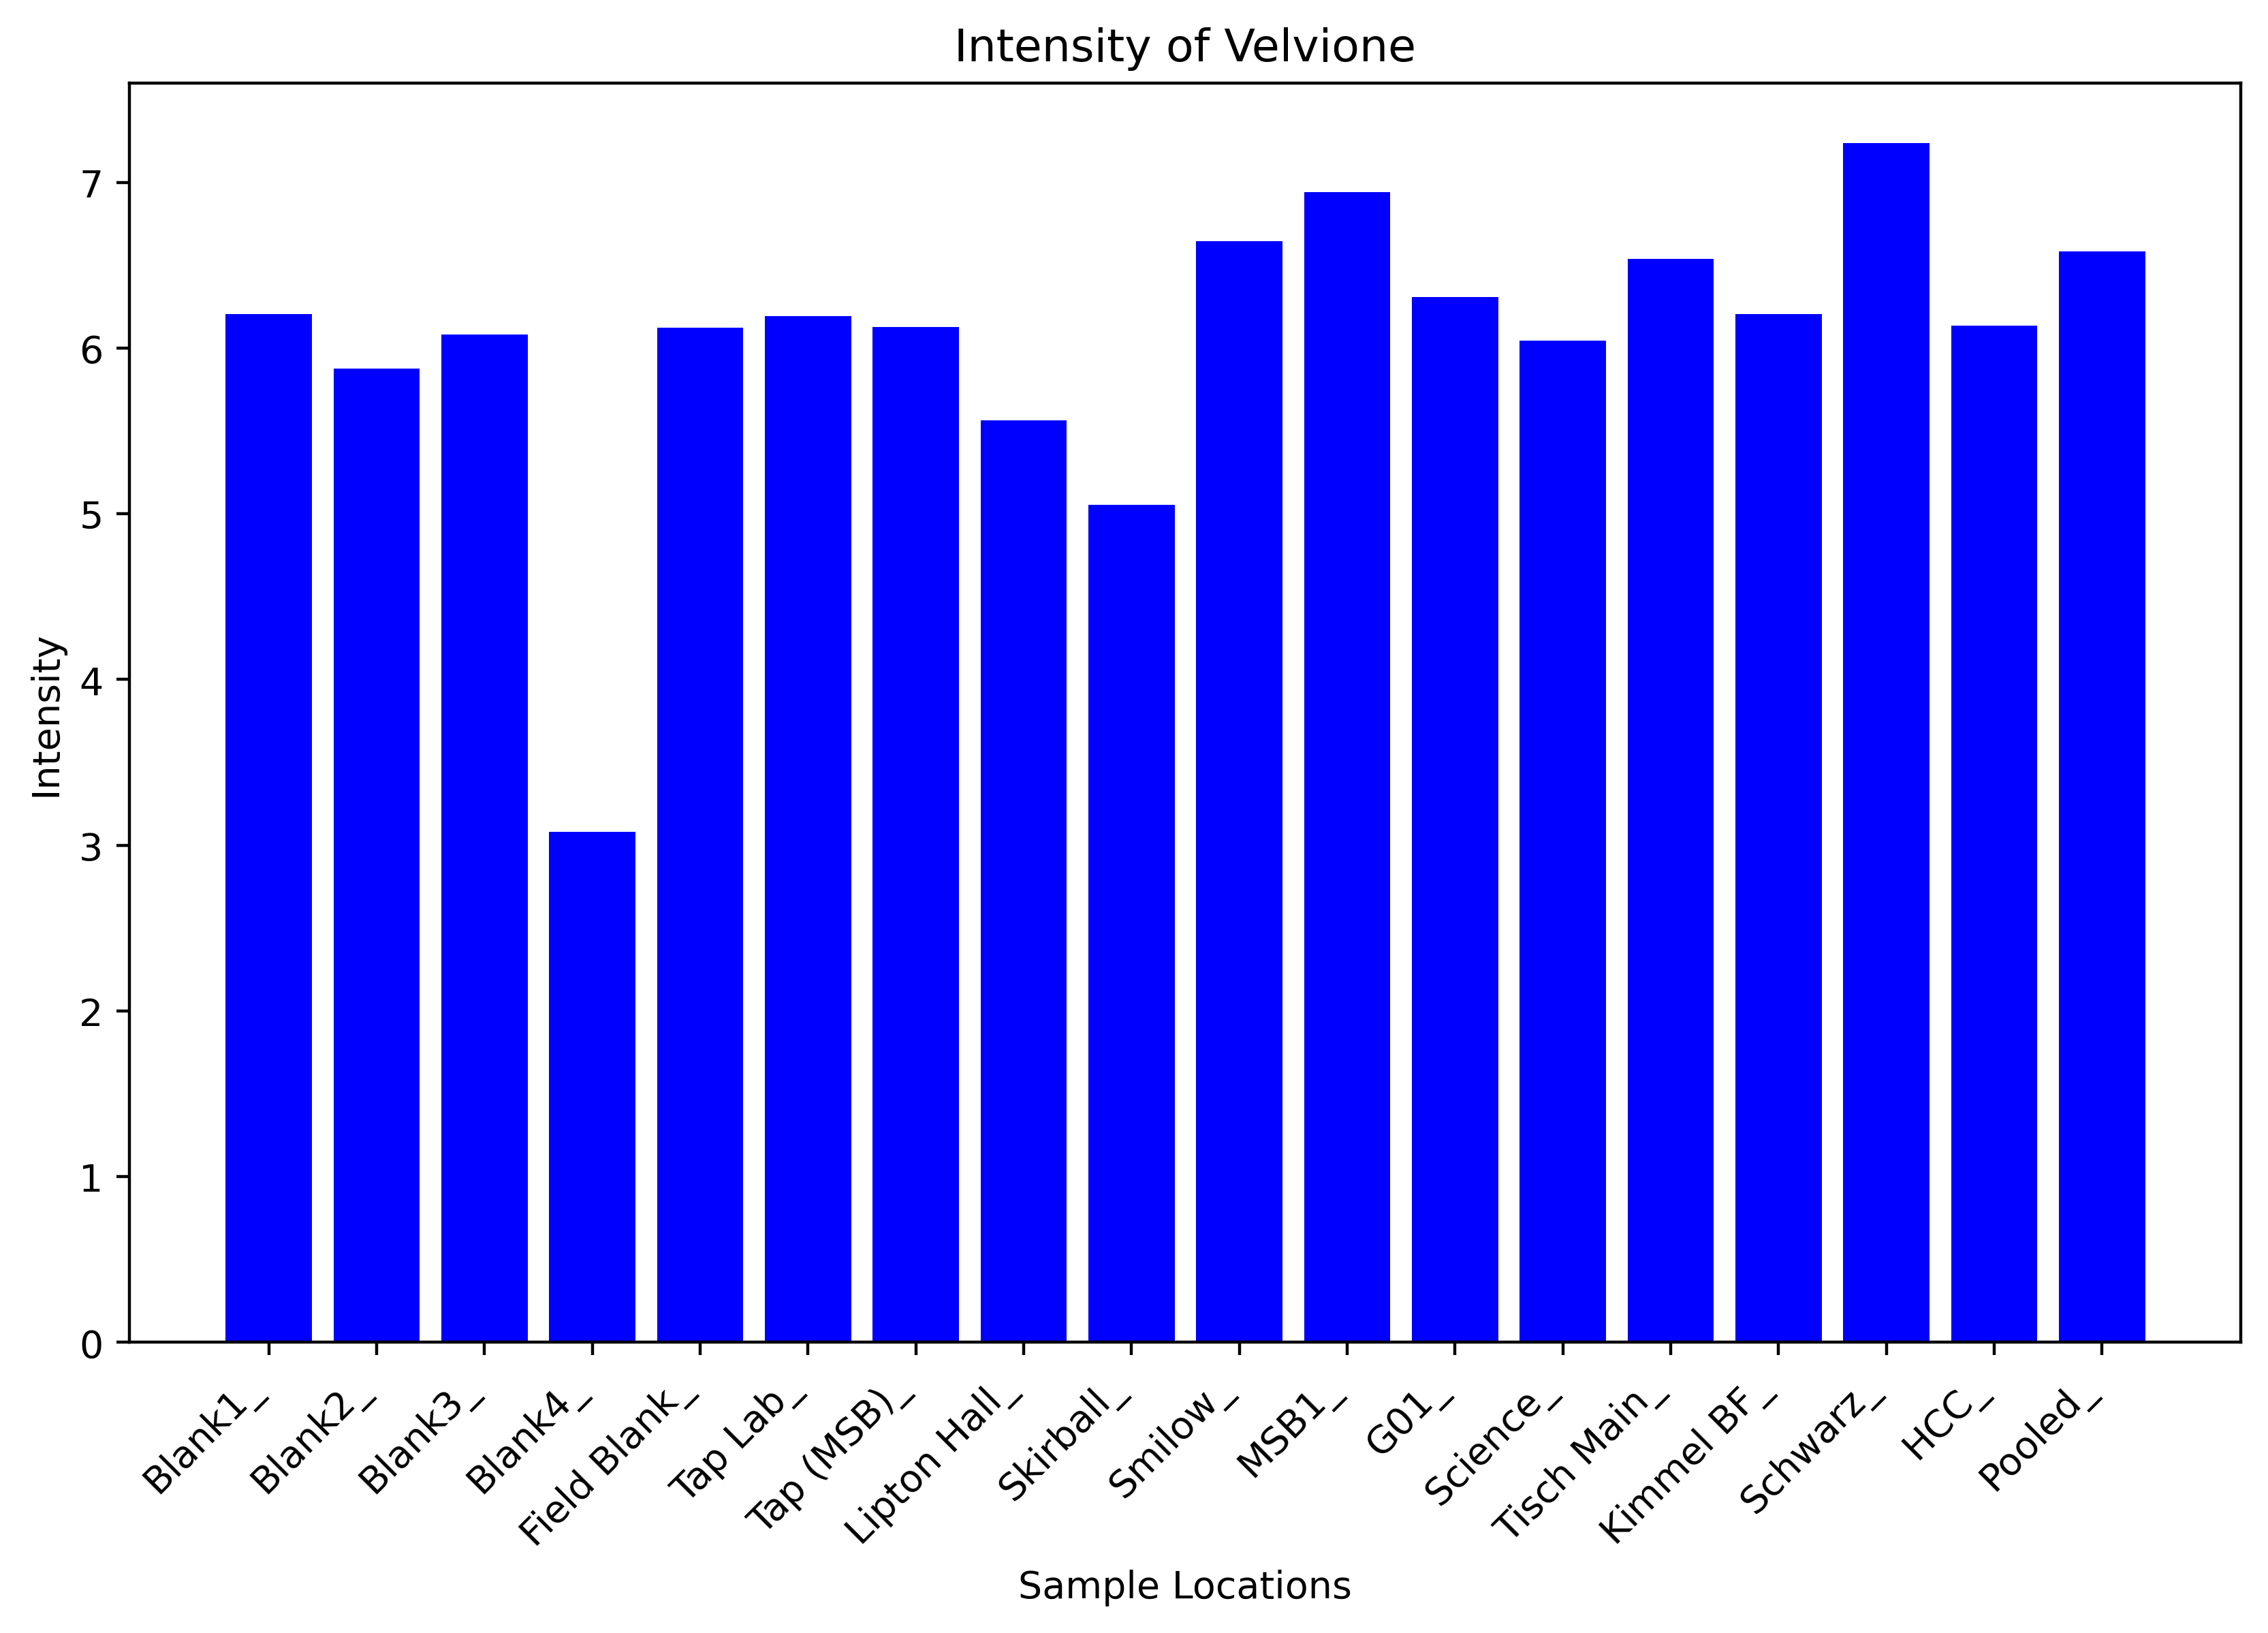 Intensity of Velvione
Intensity
7
6
5
4
3
2
1
0
Blank1_
Blank2_
Blank3_
Blank4_
Field Blank_
Tap Lab_
Tap (MSB)_
Lipton Hall_
Skirball_
Smilow_
MSB1_
G01_
Science_
Tisch Main_
Kimmel BF_
Schwarz_
HCC_
Pooled_
Sample Locations